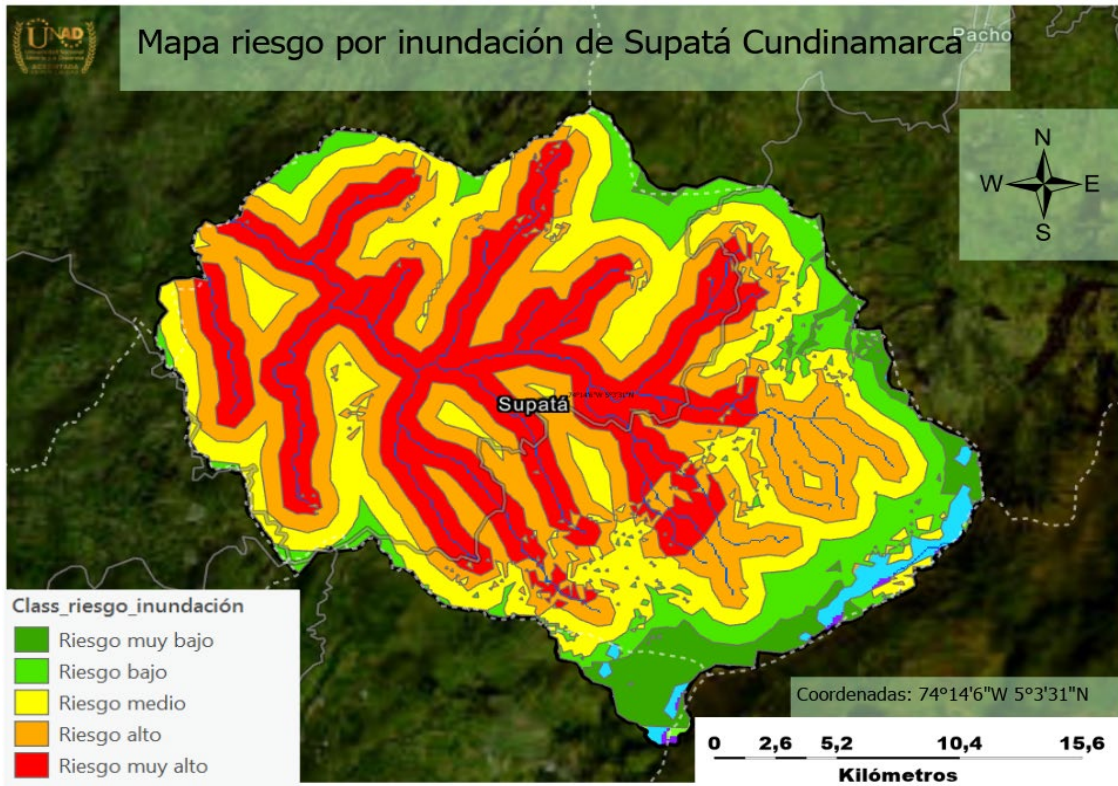 UNAD
Mapa riesgo por inundación de Supatá Cundinamarca
Pacho
N
W E
S
Supatá
Class_riesgo_inundación
Riesgo muy bajo
Riesgo bajo
Riesgo medio
Riesgo alto
Riesgo muy alto
Coordenadas: 74°14'6"W 5°3'31"N
0 2,6 5,2 10,4 15,6
Kilómetros